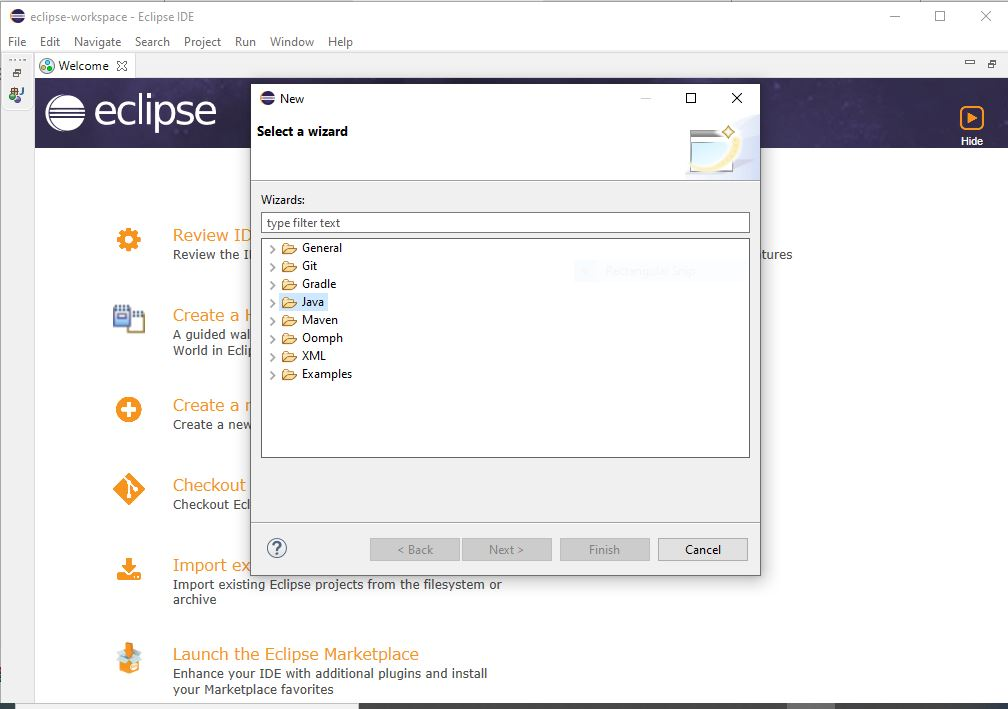 eclipse-workspace - Eclipse IDE
File Edit Navigate Search Project Run Window Help
Welcome
eclipse
Hide
New
Select a wizard
Wizards:
type filter text
General
Git
Gradle
Java
Maven
Oomph
XML
Examples
Rectangular Snip
< Back Next > Finish Cancel
Review ID
Review the I
tures
Create a H
A guided wal
World in Ecli
Create a n
Create a new
Checkout
Checkout Ecl
Import ex
Import existing Eclipse projects from the filesystem or
archive
Launch the Eclipse Marketplace
Enhance your IDE with additional plugins and install
your Marketplace favorites